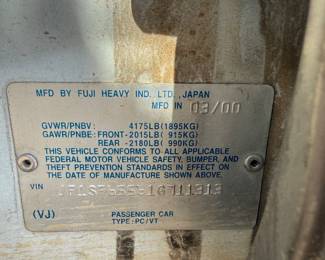 MFD BY FUJI HEAVY IND. LTD., JAPAN
MFD IN 03/00
GVWR/PNBV : 4175LB(1895KG)
GAWR/PNBE: FRONT-2015LB( 915KG)
REAR -2180LB( 990KG)
THIS VEHICLE CONFORMS TO ALL APPLICABLE
FEDERAL MOTOR VEHICLE SAFETY, BUMPER, AND
THEFT PREVENTION STANDARDS IN EFFECT ON
THE DATE OF MANUFACTURE SHOWN ABOVE.
VIN
(VJ)
PASSENGER CAR
TYPE : PC/VT